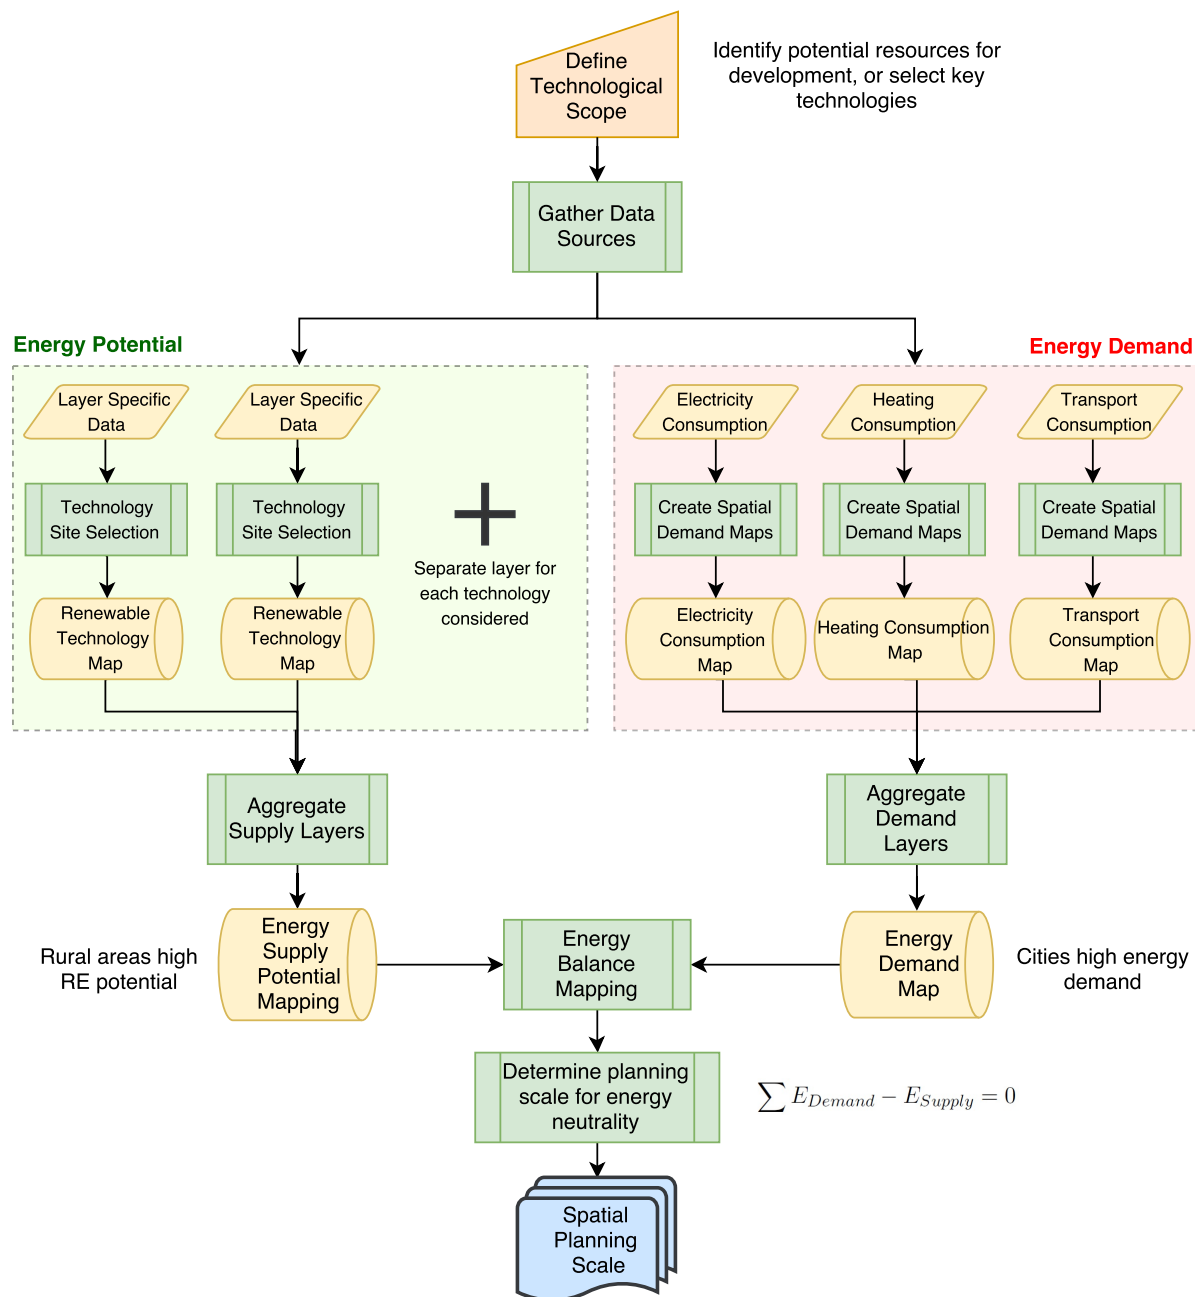 Define
Technological
Scope
Identify potential resources for
development, or select key
technologies
Gather Data
Sources
Energy Potential
Energy Demand
Layer Specific
Data
Layer Specific
Data
Electricity
Consumption
Heating
Consumption
Transport
Consumption
Technology
Site Selection
Technology
Site Selection
Separate layer for
each technology
considered
Create Spatial
Demand Maps
Create Spatial
Demand Maps
Create Spatial
Demand Maps
Renewable
Technology
Map
Renewable
Technology
Map
Electricity
Consumption
Map
Heating Consumption
Map
Transport
Consumption
Map
Aggregate
Supply Layers
Aggregate
Demand
Layers
Rural areas high
RE potential
Energy
Supply
Potential
Mapping
Energy
Balance
Mapping
Energy
Demand
Map
Cities high energy
demand
Determine planning
scale for energy
neutrality
∑ E_{Demand} − E_{Supply} = 0
Spatial
Planning
Scale